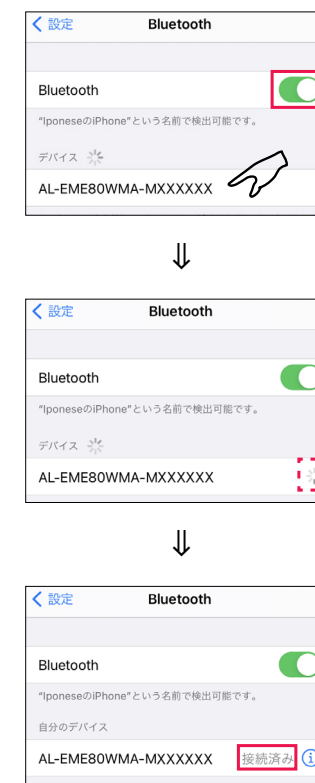 設定 Bluetooth
Bluetooth
“IponeseのiPhone”という名前で検出可能です。
デバイス
AL-EME80WMA-MXXXXXX
⇓
設定 Bluetooth
Bluetooth
“IponeseのiPhone”という名前で検出可能です。
デバイス
AL-EME80WMA-MXXXXXX
⇓
設定 Bluetooth
Bluetooth
“IponeseのiPhone”という名前で検出可能です。
自分のデバイス
AL-EME80WMA-MXXXXXX 接続済み